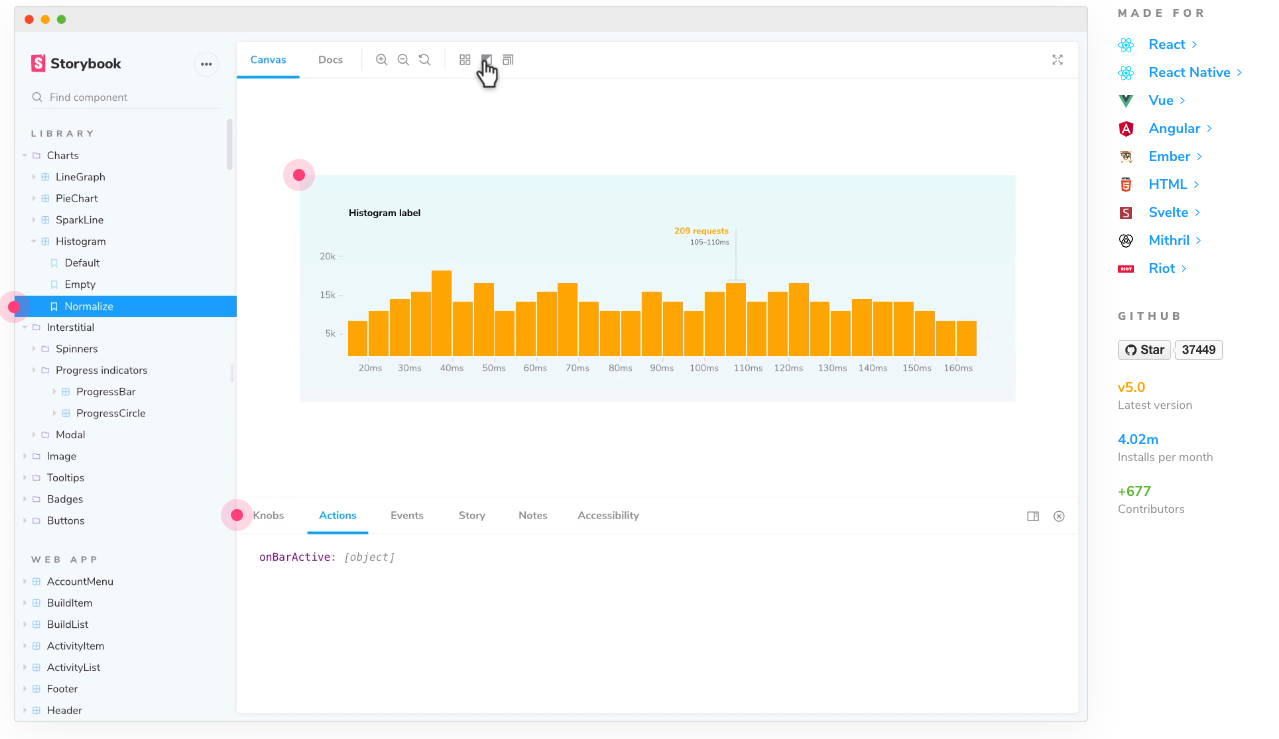 Storybook
Find component
LIBRARY
Charts
LineGraph
PieChart
SparkLine
Histogram
Default
Empty
Normalize
Interstitial
Spinners
Progress indicators
ProgressBar
ProgressCircle
Modal
Image
Tooltips
Badges
Buttons
WEB APP
AccountMenu
BuildItem
BuildList
ActivityItem
ActivityList
Footer
Header
Canvas Docs
Histogram label
209 requests
105–110ms
20k
15k
5k
20ms 30ms 40ms 50ms 60ms 70ms 80ms 90ms 100ms 110ms 120ms 130ms 140ms 150ms 160ms
Knobs Actions Events Story Notes Accessibility
onBarActive: [object]
MADE FOR
React
React Native
Vue
Angular
Ember
HTML
Svelte
Mithril
Riot
GITHUB
Star 37449
v5.0
Latest version
4.02m
Installs per month
+677
Contributors